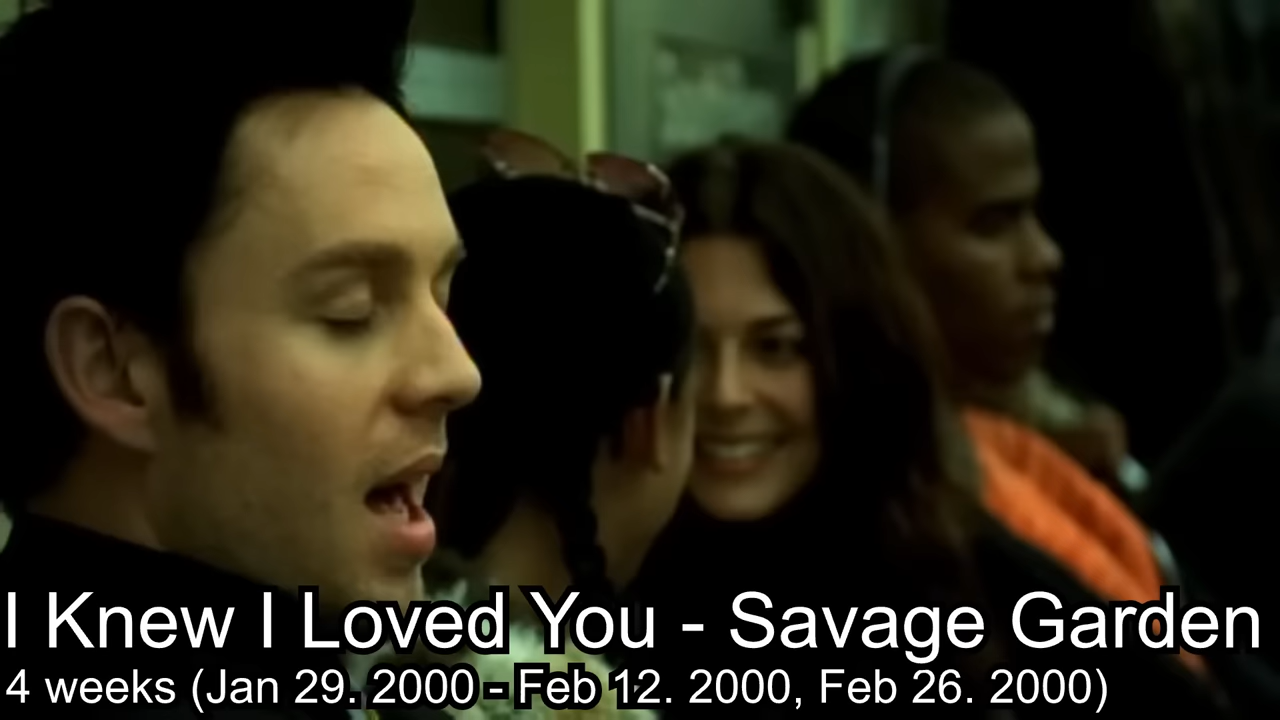 I Knew I Loved You - Savage Garden
4 weeks (Jan 29. 2000 - Feb 12. 2000, Feb 26. 2000)